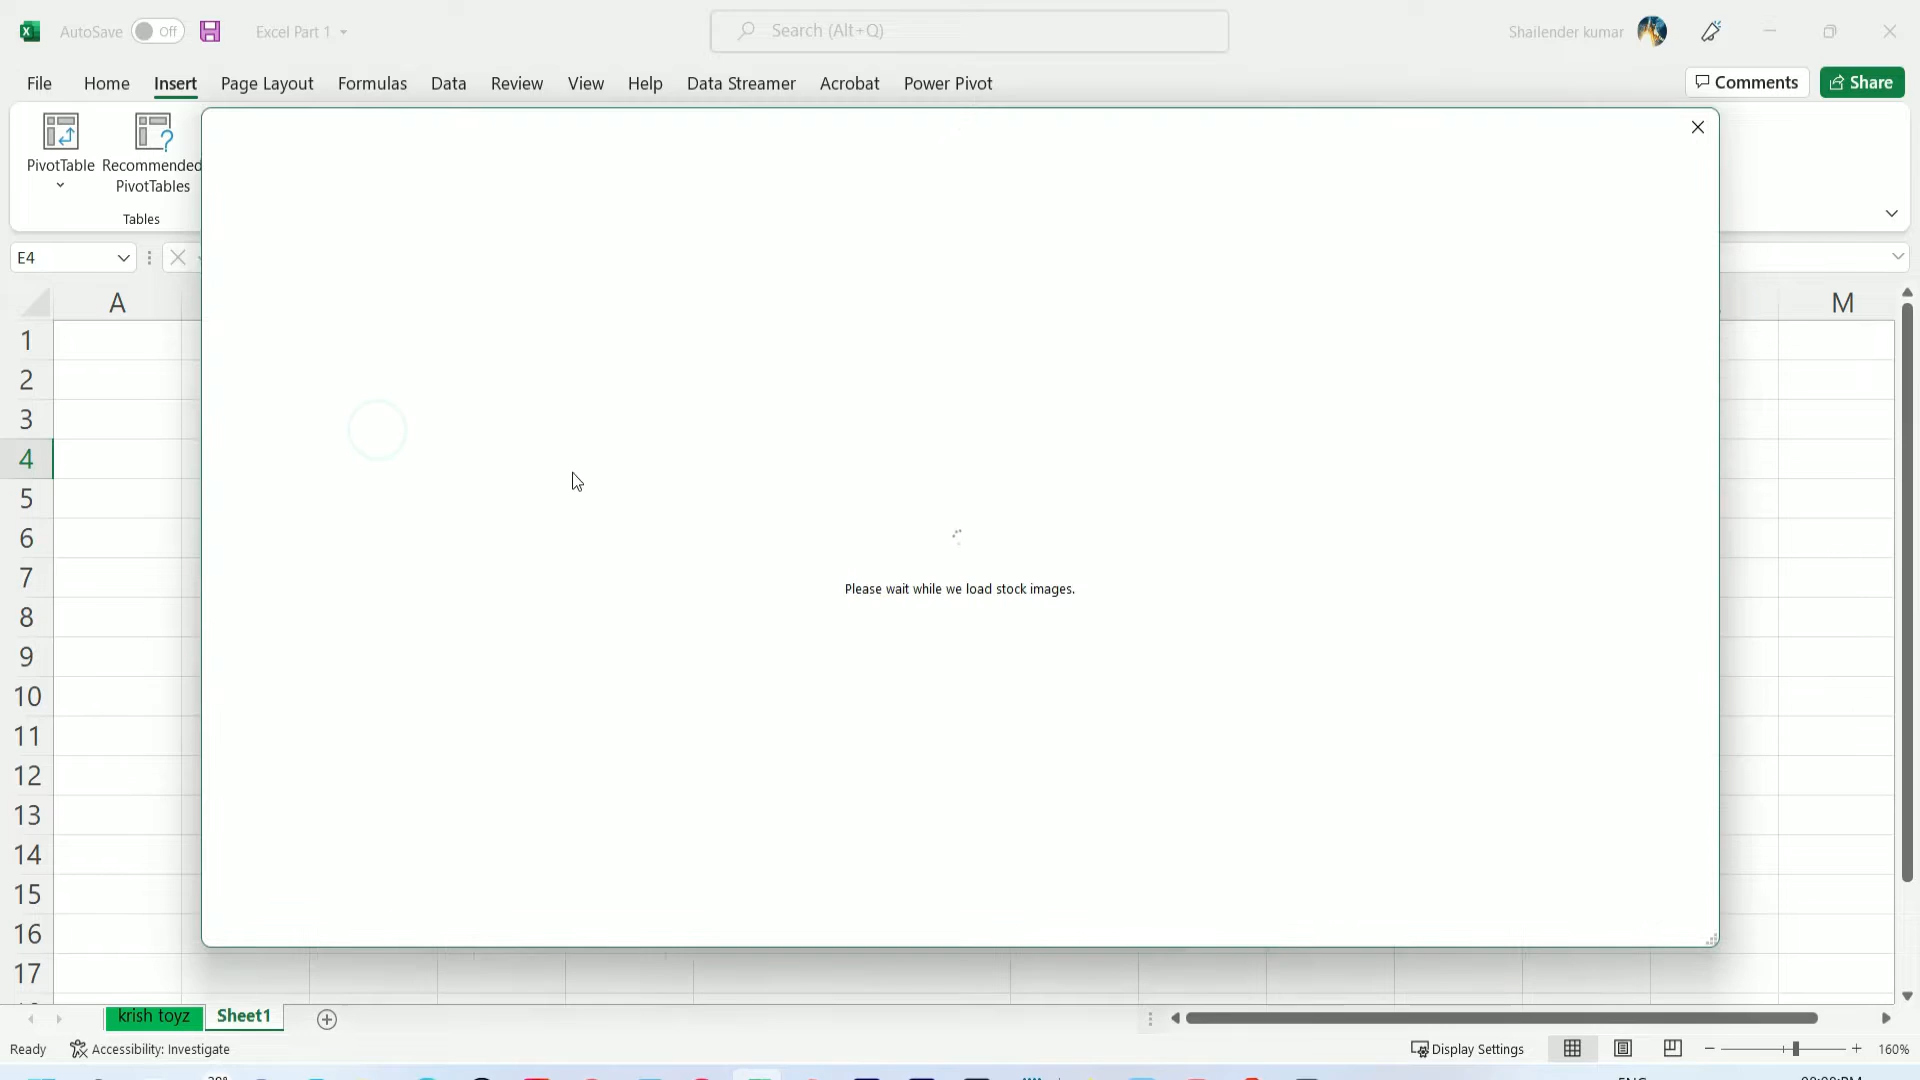 AutoSave Off Excel Part 1 Search (Alt+Q) Shailender kumar
File Home Insert Page Layout Formulas Data Review View Help Data Streamer Acrobat Power Pivot Comments Share
PivotTable Recommended
PivotTables
Tables
E4
A M
1
2
3
4
5
6
7
8
9
10
11
12
13
14
15
16
17
Please wait while we load stock images.
krish toyz Sheet1
Ready Accessibility: Investigate Display Settings 160%